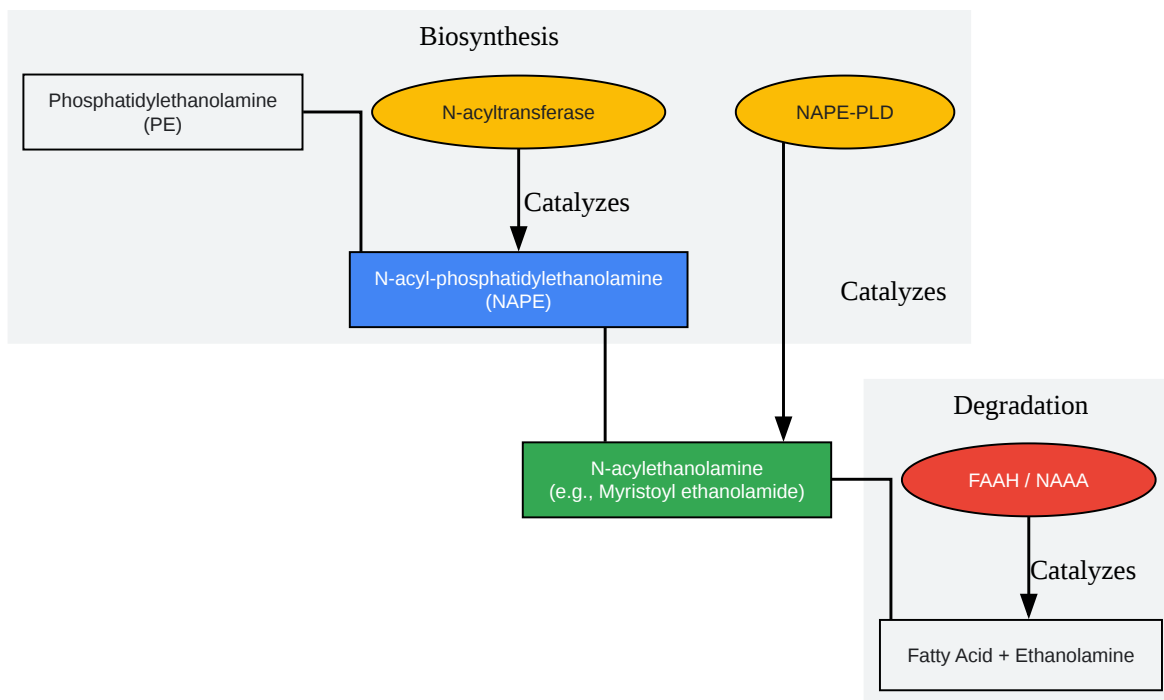 Biosynthesis
Phosphatidylethanolamine
(PE)
N-acyltransferase
NAPE-PLD
Catalyzes
N-acyl-phosphatidylethanolamine
(NAPE)
Catalyzes
Degradation
N-acylethanolamine
(e.g., Myristoyl ethanolamide)
FAAH / NAAA
Catalyzes
Fatty Acid + Ethanolamine